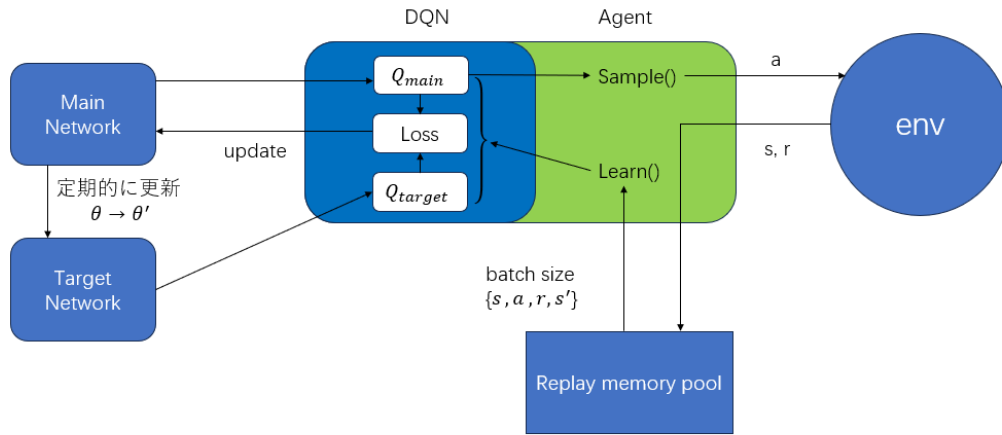 DQN
Agent
Main
Network
Q_main
Sample()
a
env
Loss
update
s, r
Learn()
Q_target
定期的に更新
θ → θ′
Target
Network
batch size
{s, a, r, s′}
Replay memory pool